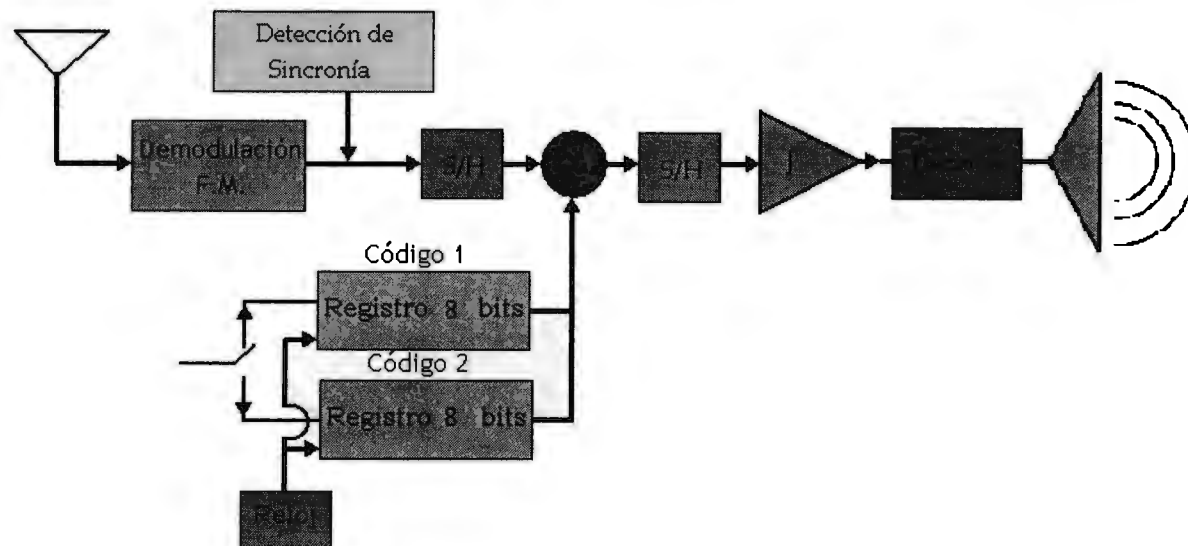 Detección de
Sincronía
Demodulación
F.M.
S/H
S/H
Código 1
Registro 8 bits
Código 2
Registro 8 bits
Reloj